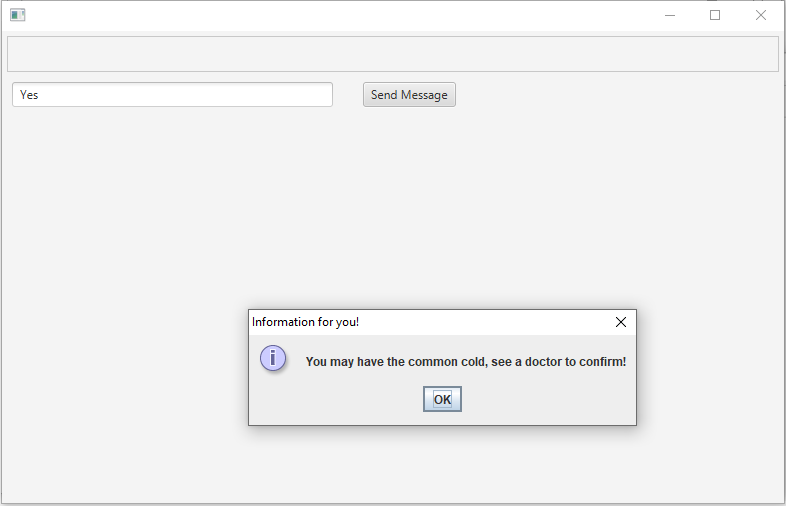 Yes
Send Message
Information for you!
i
You may have the common cold, see a doctor to confirm!
OK